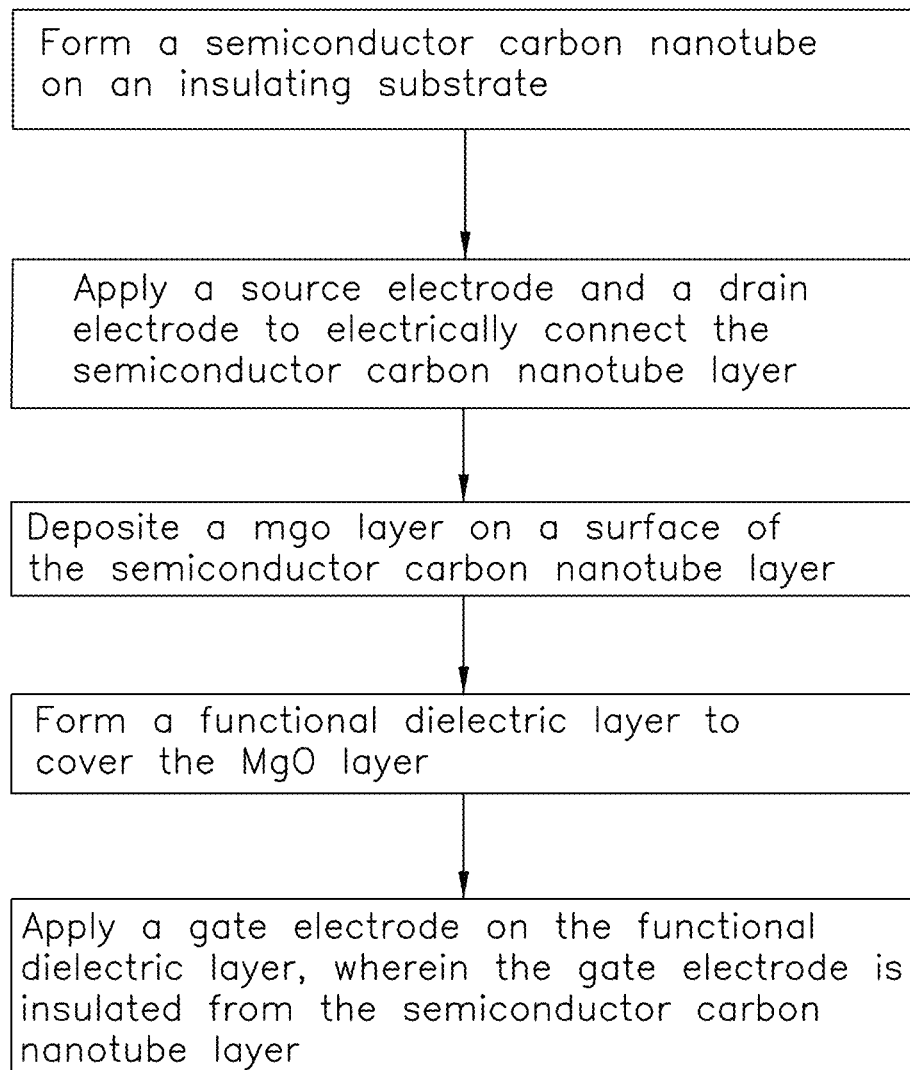 Form a semiconductor carbon nanotube
on an insulating substrate
Apply a source electrode and a drain
electrode to electrically connect the
semiconductor carbon nanotube layer
Deposite a mgo layer on a surface of
the semiconductor carbon nanotube layer
Form a functional dielectric layer to
cover the MgO layer
Apply a gate electrode on the functional
dielectric layer, wherein the gate electrode is
insulated from the semiconductor carbon
nanotube layer